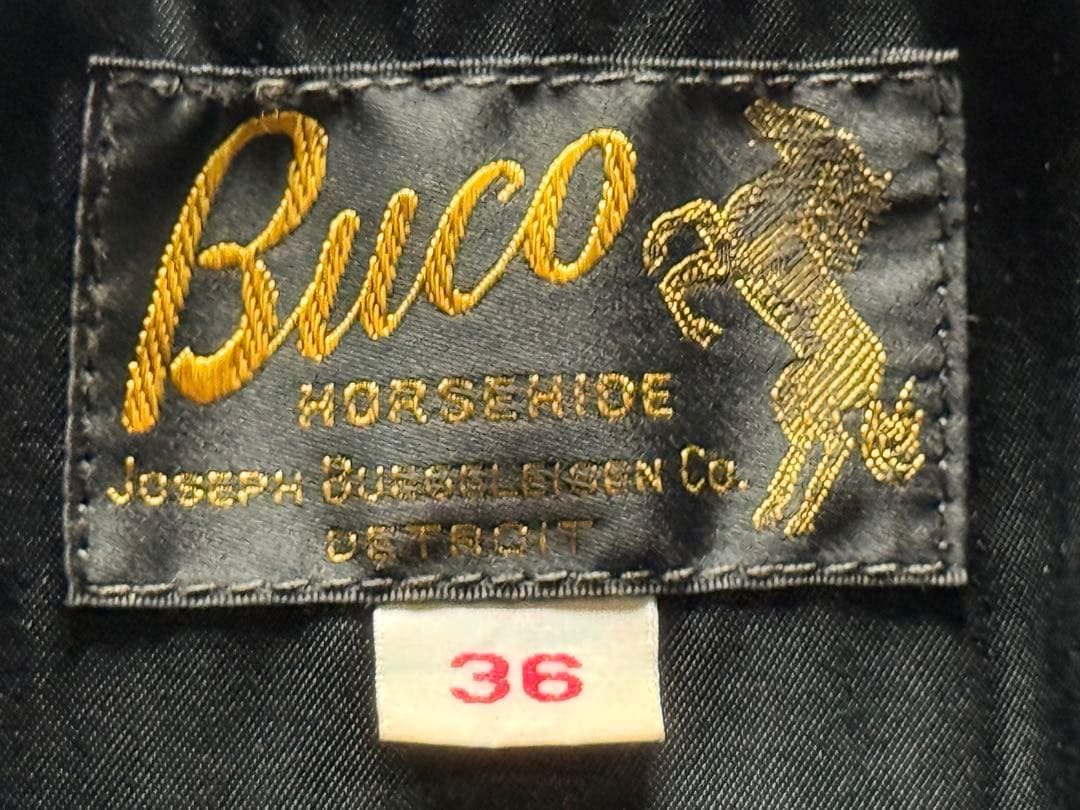 Buco
HORSEHIDE
JOSEPH BUEGELEISEN CO.
DETROIT
36